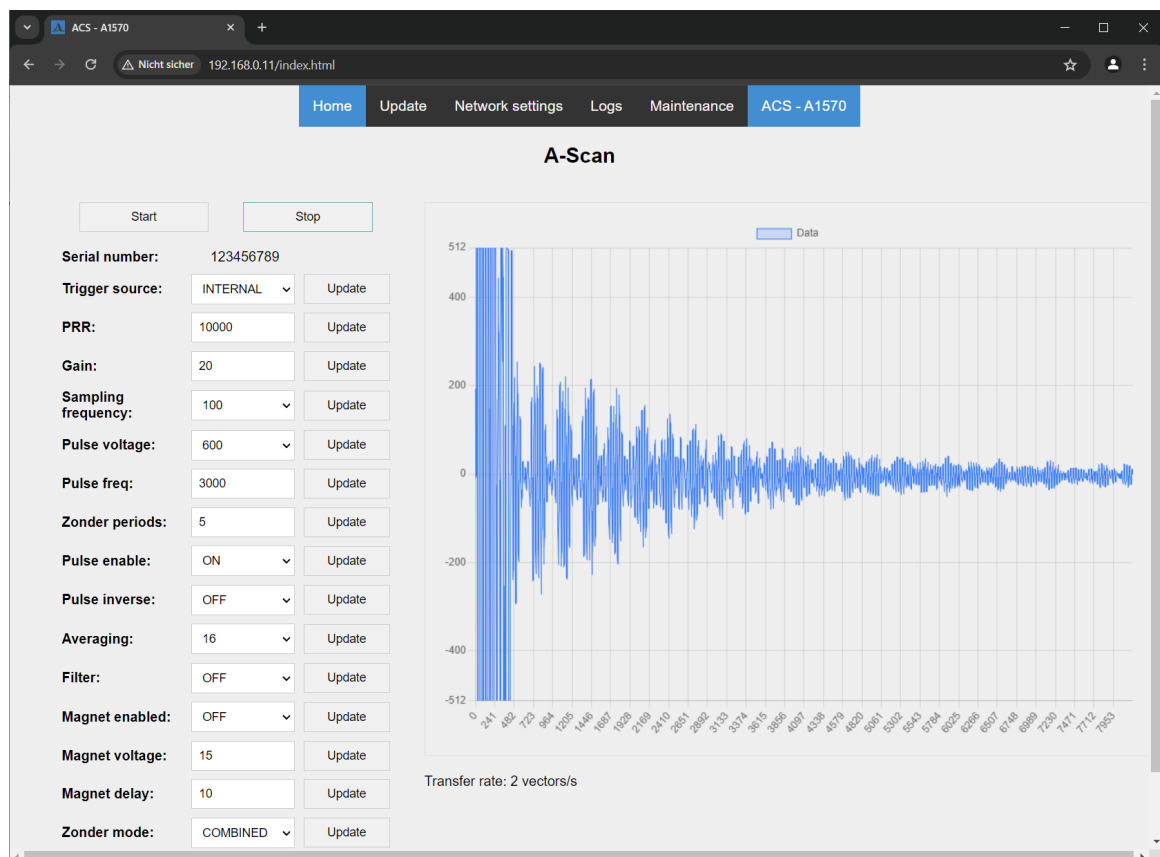 ACS - A1570
Nicht sicher 192.168.0.11/index.html
Home Update Network settings Logs Maintenance ACS - A1570
A-Scan
Start Stop
Serial number: 123456789
Trigger source: INTERNAL Update
PRR: 10000 Update
Gain: 20 Update
Sampling
frequency: 100 Update
Pulse voltage: 600 Update
Pulse freq: 3000 Update
Zonder periods: 5 Update
Pulse enable: ON Update
Pulse inverse: OFF Update
Averaging: 16 Update
Filter: OFF Update
Magnet enabled: OFF Update
Magnet voltage: 15 Update
Magnet delay: 10 Update
Zonder mode: COMBINED Update
Data
512
400
200
0
-200
-400
-512
0 241 482 723 964 1205 1446 1687 1928 2169 2410 2651 2892 3133 3374 3615 3856 4097 4338 4579 4820 5061 5302 5543 5784 6025 6266 6507 6748 6989 7230 7471 7712 7953
Transfer rate: 2 vectors/s